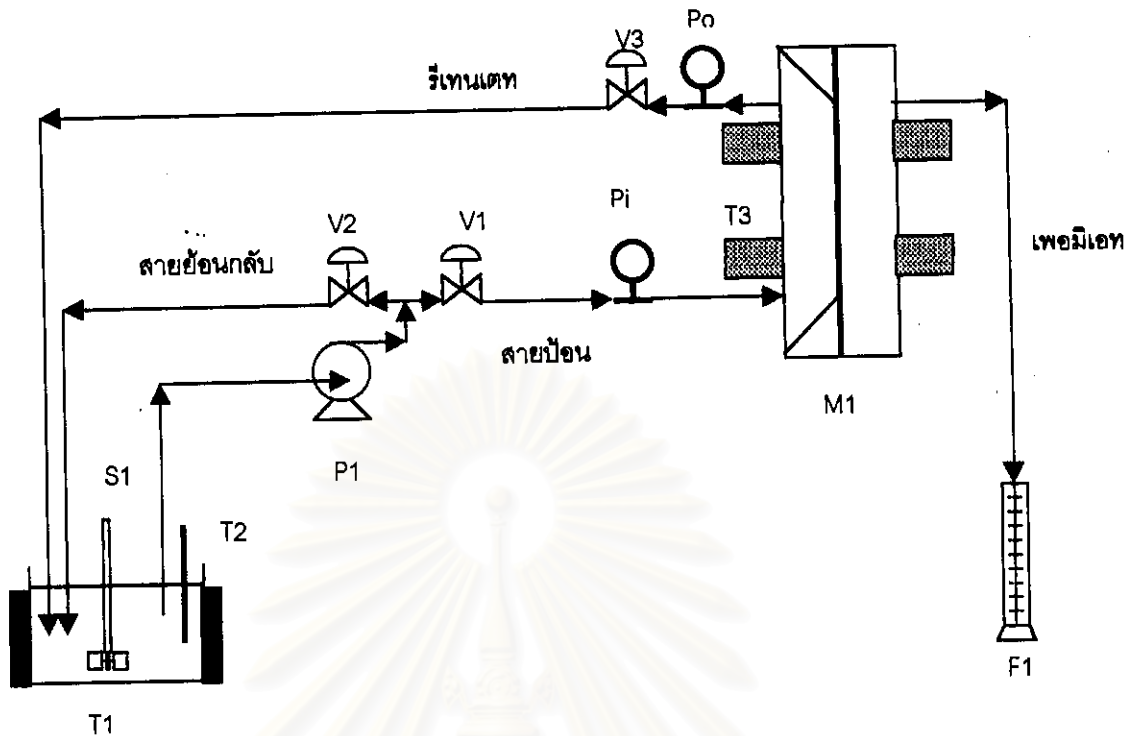 Po
V3
รีเทนเตท
Pi
T3
V2
V1
เพอมิเอท
สายย้อนกลับ
สายป้อน
M1
P1
S1
T2
F1
T1